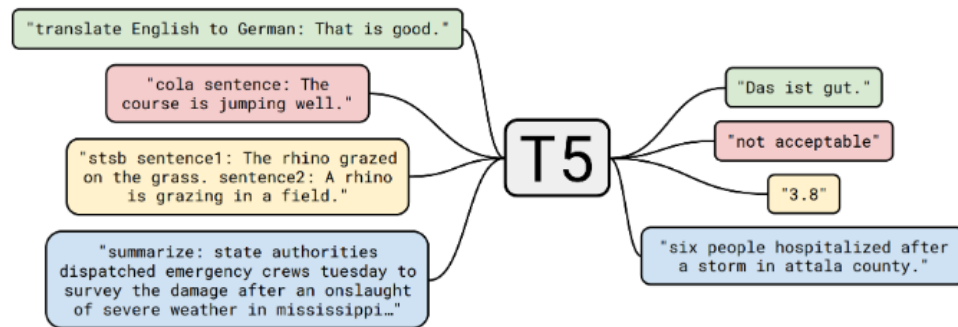 "translate English to German: That is good."
"cola sentence: The
course is jumping well."
"stsb sentence1: The rhino grazed
on the grass. sentence2: A rhino
is grazing in a field."
"summarize: state authorities
dispatched emergency crews tuesday to
survey the damage after an onslaught
of severe weather in mississippi…"
T5
"Das ist gut."
"not acceptable"
"3.8"
"six people hospitalized after
a storm in attala county."